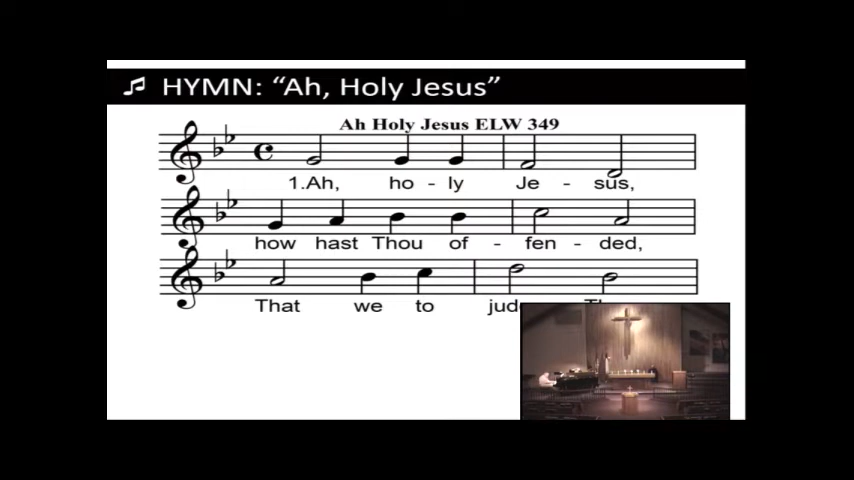 HYMN: “Ah, Holy Jesus”
Ah Holy Jesus ELW 349
1.Ah, ho - ly Je - sus,
how hast Thou of - fen - ded,
That we to